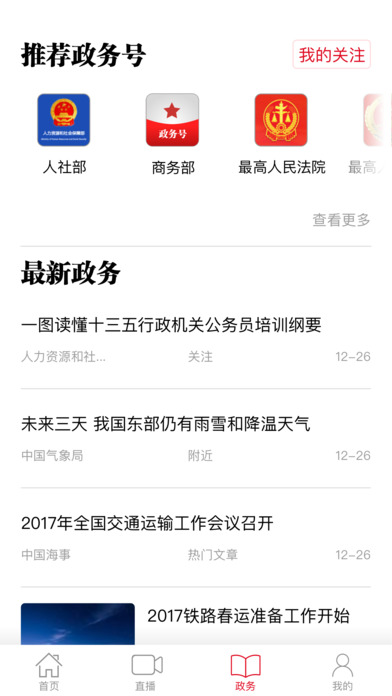 推荐政务号
我的关注
人力资源和社会保障部
政务号
人社部
商务部
最高人民法院
最高人
查看更多
最新政务
一图读懂十三五行政机关公务员培训纲要
人力资源和社...
关注
12-26
未来三天 我国东部仍有雨雪和降温天气
中国气象局
附近
12-26
2017年全国交通运输工作会议召开
中国海事
热门文章
12-26
2017铁路春运准备工作开始
首页
直播
政务
我的